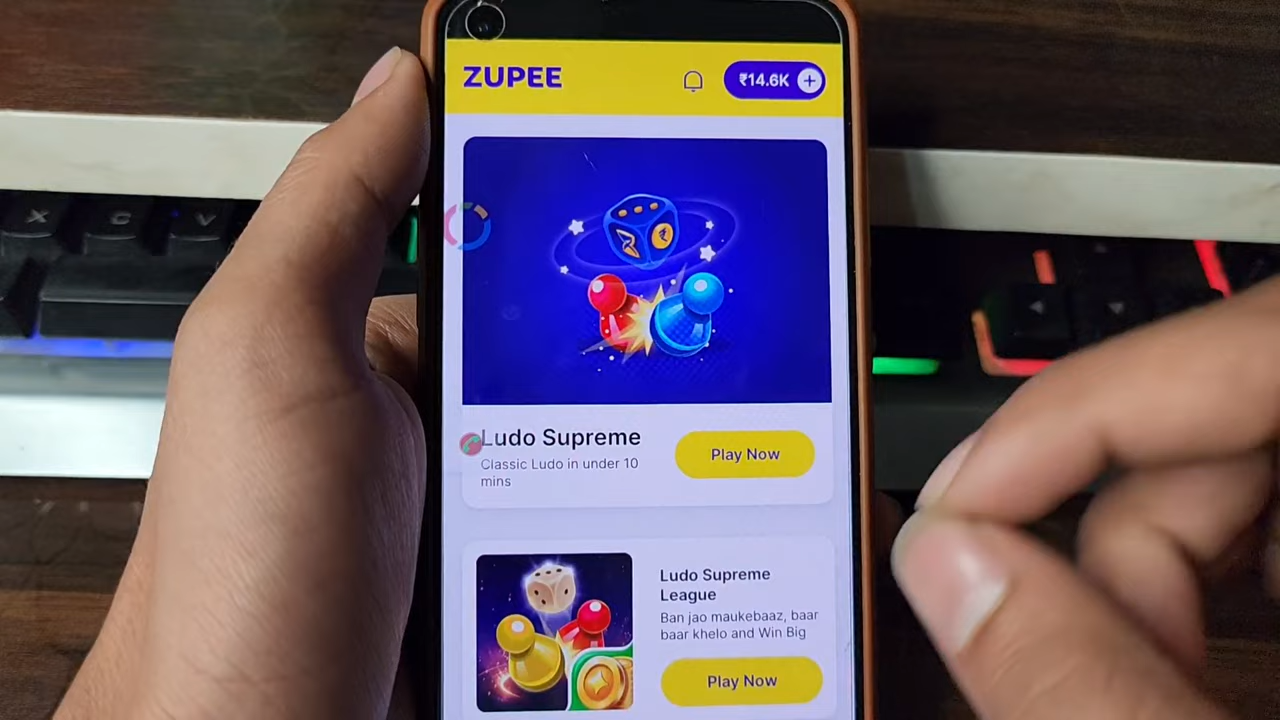 ZUPEE
₹14.6K +
Ludo Supreme
Play Now
Classic Ludo in under 10
mins
Ludo Supreme
League
Ban jao maukebaaz, baar
baar khelo and Win Big
Play Now
X C V